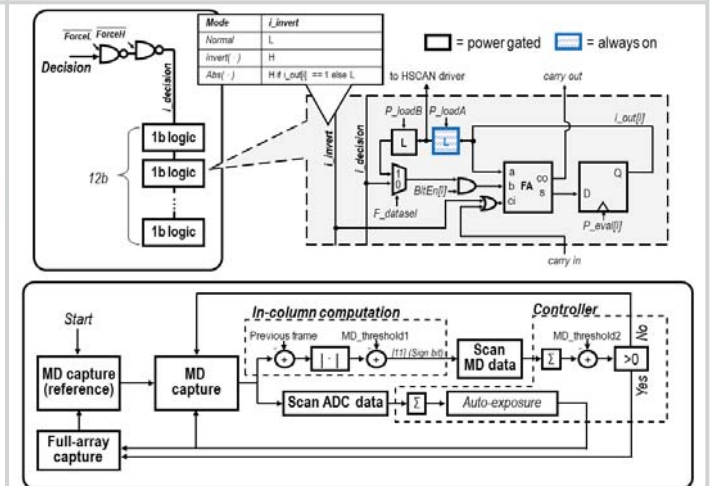 ForceL ForceH
Decision
i_decision
12b
1b logic
1b logic
1b logic
Mode i_invert
Normal L
invert( · ) H
Abs( · ) H if i_out[i] ==1 else L
= power gated = always on
to HSCAN driver
carry out
P_loadB P_loadA
i_out[i]
i_invert
i_decision
L
L
1
0
BitEn[i]
F_datasel
a
b FA
ci
co
s
D
Q
P_eval[i]
carry in
Start
In-column computation
Controller
Previous frame
MD_threshold1
[11] (Sign bit)
MD_threshold2
No
Yes
MD capture
(reference)
MD
capture
+
| · |
+
Scan
MD data
Σ
+
>0
Scan ADC data
Σ
Auto-exposure
Full-array
capture